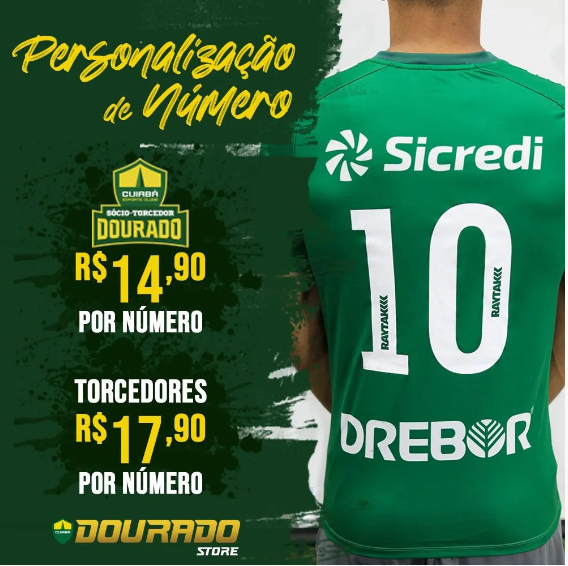 Personalização
de Número
CUIABÁ
ESPORTE CLUBE
SÓCIO-TORCEDOR
DOURADO
R$ 14,90
POR NÚMERO
TORCEDORES
R$ 17,90
POR NÚMERO
DOURADO
STORE
Sicredi
10
RAYTAK
RAYTAK
DREBOR